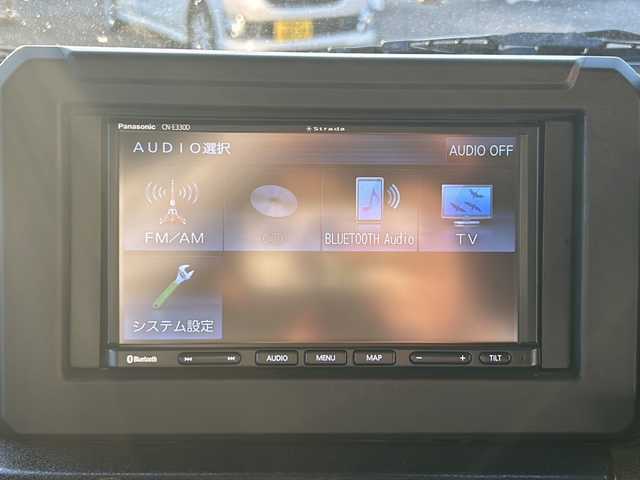 Panasonic CN-E330D
Strada
AUDIO選択
AUDIO OFF
FM/AM
BLUETOOTH Audio
TV
システム設定
Bluetooth
AUDIO
MENU
MAP
TILT